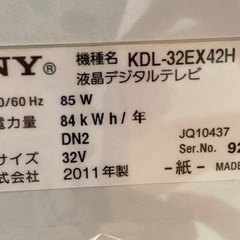 NY® 機種名 KDL-32EX42H
液晶デジタルテレビ
0/60 Hz 85 W
電力量 84 kWh/年
DN2 JQ10437
サイズ 32V Ser.No. 92
式会社 2011年製 -紙- MADE